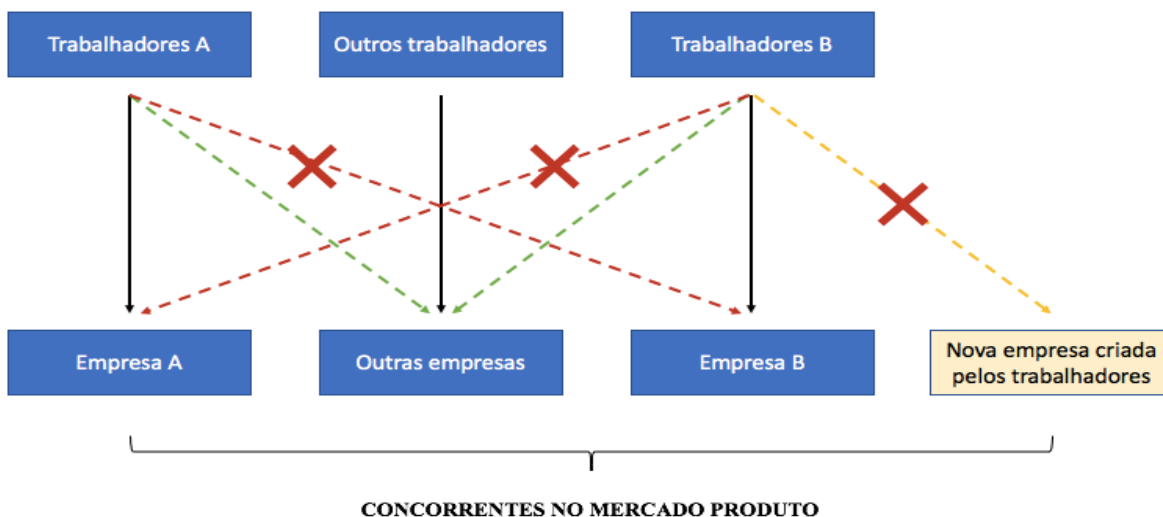 Trabalhadores A
Outros trabalhadores
Trabalhadores B
Empresa A
Outras empresas
Empresa B
Nova empresa criada
pelos trabalhadores
CONCORRENTES NO MERCADO PRODUTO